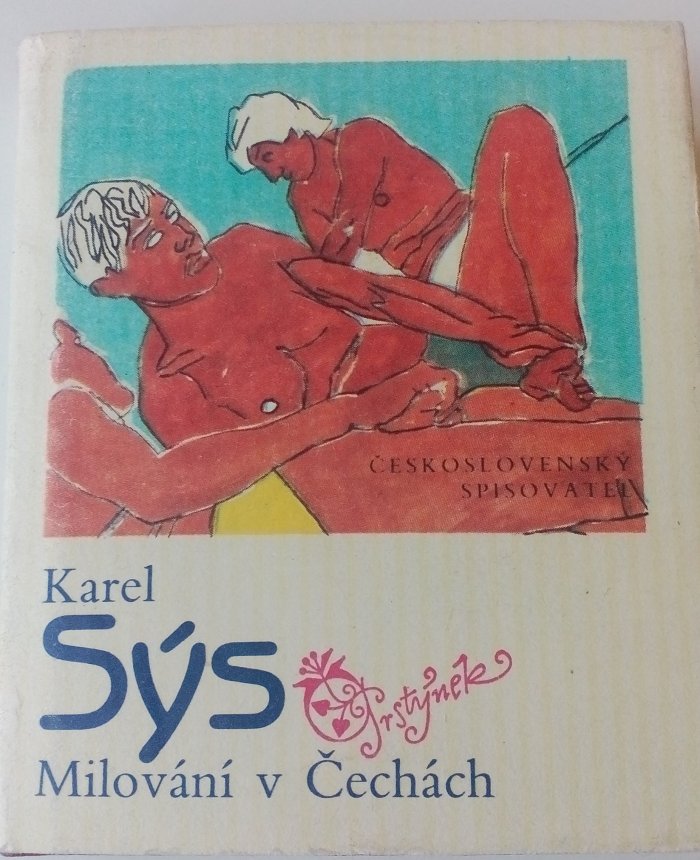 ČESKOSLOVENSKÝ
SPISOVATEL
Karel
Sýs
Prstýnek
Milování v Čechách